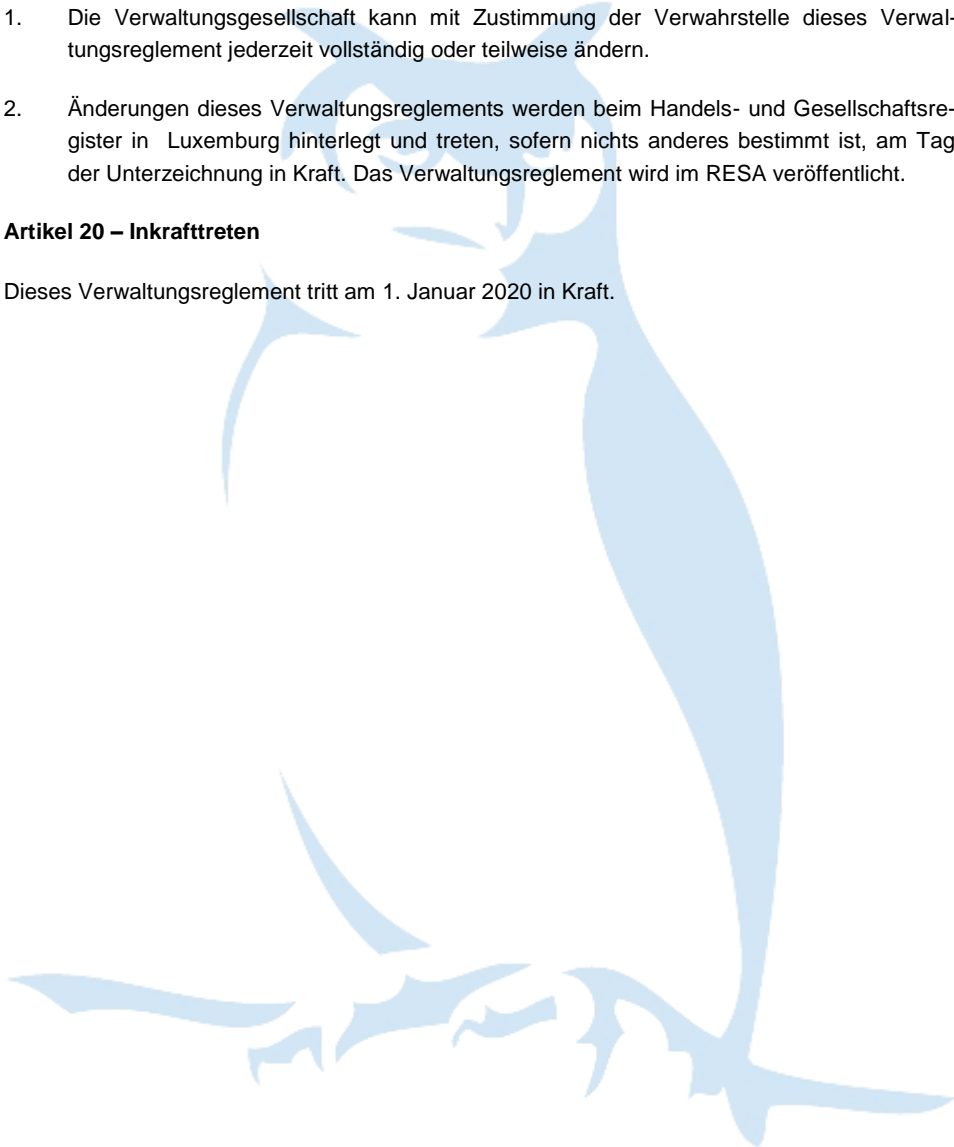 1. Die Verwaltungsgesellschaft kann mit Zustimmung der Verwahrstelle dieses Verwal-
tungsreglement jederzeit vollständig oder teilweise ändern.
2. Änderungen dieses Verwaltungsreglements werden beim Handels- und Gesellschaftsre-
gister in Luxemburg hinterlegt und treten, sofern nichts anderes bestimmt ist, am Tag
der Unterzeichnung in Kraft. Das Verwaltungsreglement wird im RESA veröffentlicht.
Artikel 20 – Inkrafttreten
Dieses Verwaltungsreglement tritt am 1. Januar 2020 in Kraft.